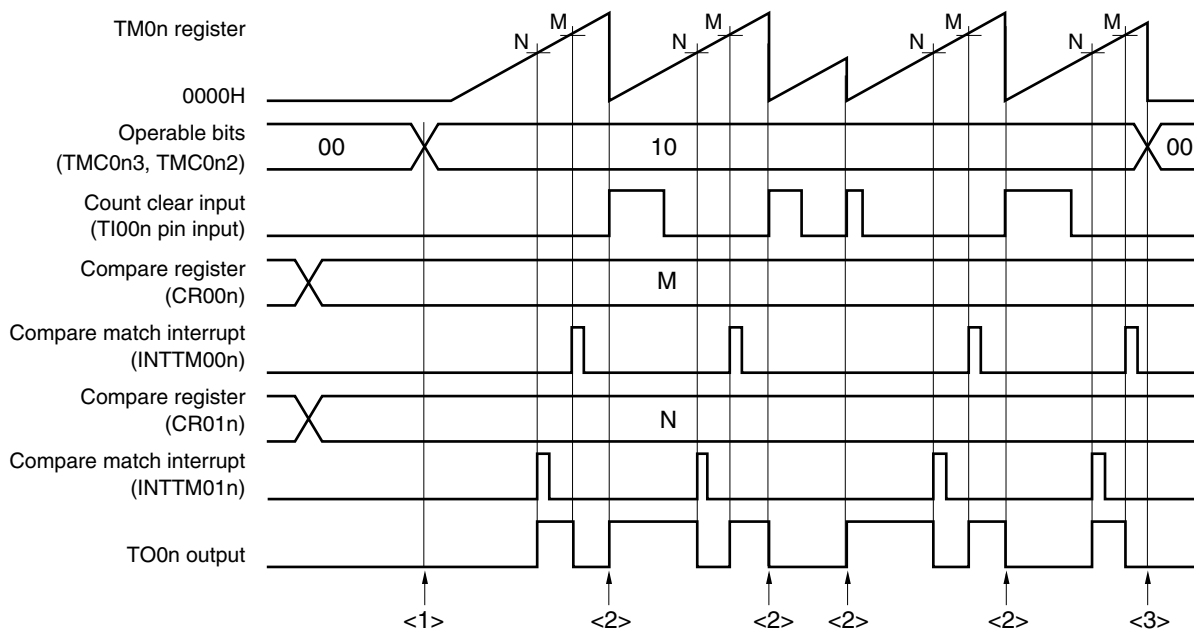 TM0n register
M
N
M
N
M
N
M
N
0000H
Operable bits
(TMC0n3, TMC0n2)
00
10
00
Count clear input
(TI00n pin input)
Compare register
(CR00n)
M
Compare match interrupt
(INTTM00n)
Compare register
(CR01n)
N
Compare match interrupt
(INTTM01n)
TO0n output
<1>
<2>
<2>
<2>
<2>
<3>